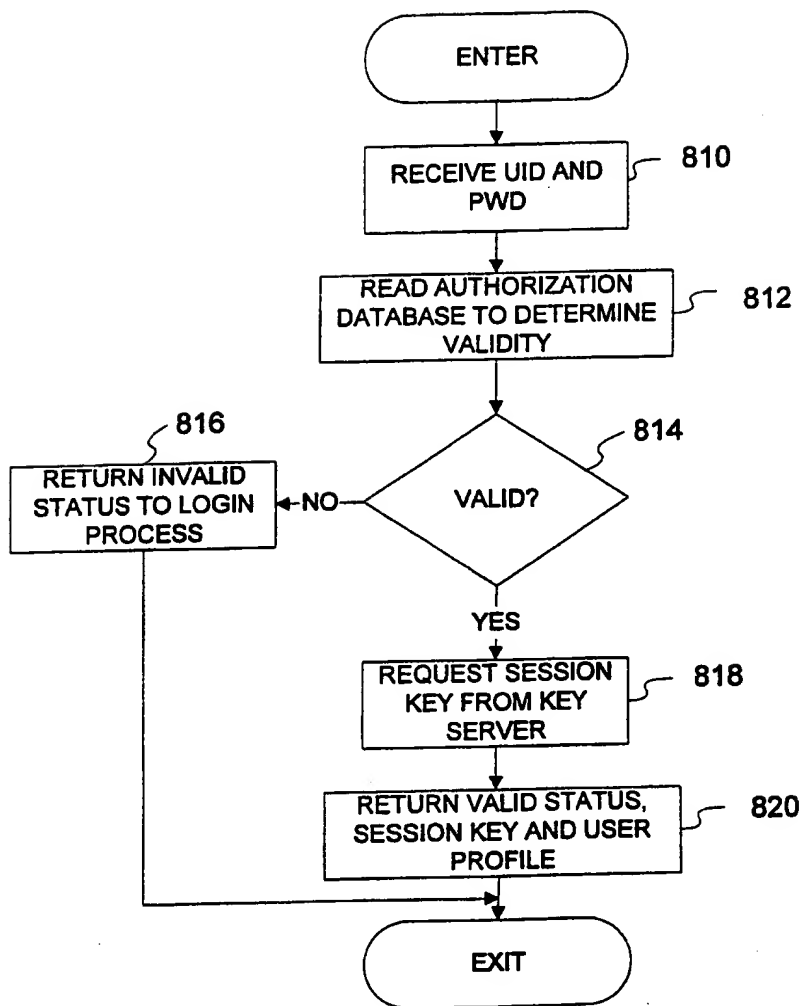 ENTER
RECEIVE UID AND
PWD
810
READ AUTHORIZATION
DATABASE TO DETERMINE
VALIDITY
812
816
RETURN INVALID
STATUS TO LOGIN
PROCESS
NO
VALID?
814
YES
REQUEST SESSION
KEY FROM KEY
SERVER
818
RETURN VALID STATUS,
SESSION KEY AND USER
PROFILE
820
EXIT